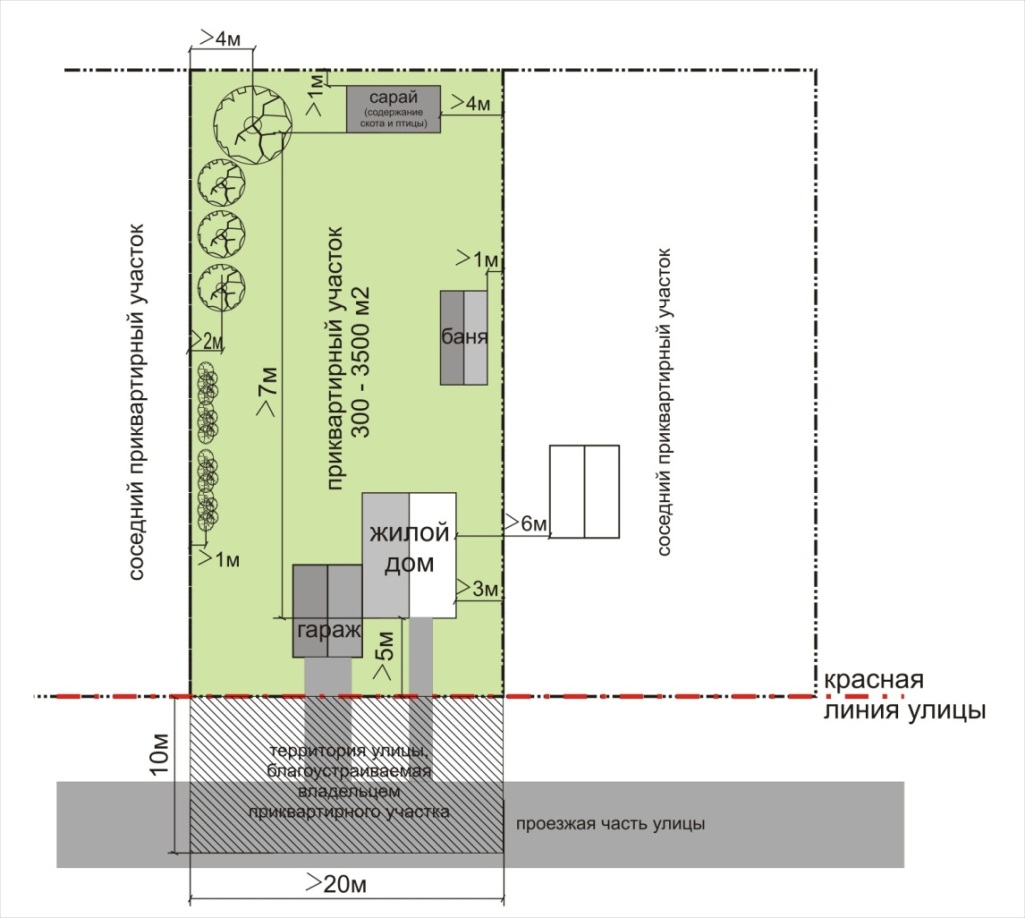 >4м
>1м
сарай
(содержание
скота и птицы)
>4м
соседний приквартирный участок
приквартирный участок
300 - 3500 м2
соседний приквартирный участок
>1м
баня
>2м
>7м
>6м
жилой
дом
>1м
>3м
гараж
>5м
красная
линия улицы
10м
территория улицы,
благоустраиваемая
владельцем
приквартирного участка
проезжая часть улицы
>20м